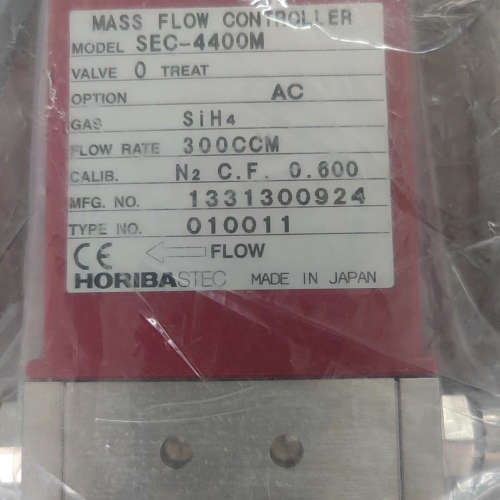 MASS FLOW CONTROLLER
MODEL SEC-4400M
VALVE O TREAT
OPTION AC
GAS SiH4
FLOW RATE 300CCM
CALIB. N2 C.F. 0.600
MFG. NO. 1331300924
TYPE NO. 010011
CE FLOW
HORIBASTEC MADE IN JAPAN